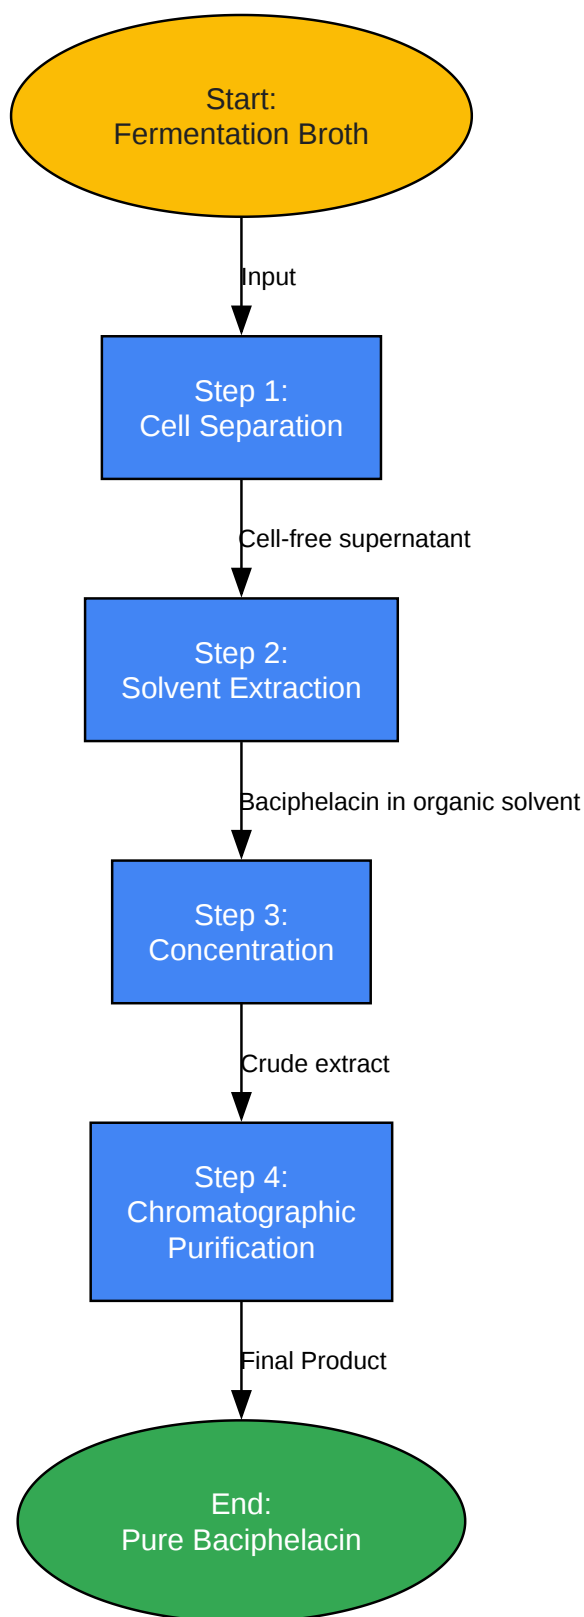 Start:
Fermentation Broth
Input
Step 1:
Cell Separation
Cell-free supernatant
Step 2:
Solvent Extraction
Baciphelacin in organic solvent
Step 3:
Concentration
Crude extract
Step 4:
Chromatographic
Purification
Final Product
End:
Pure Baciphelacin